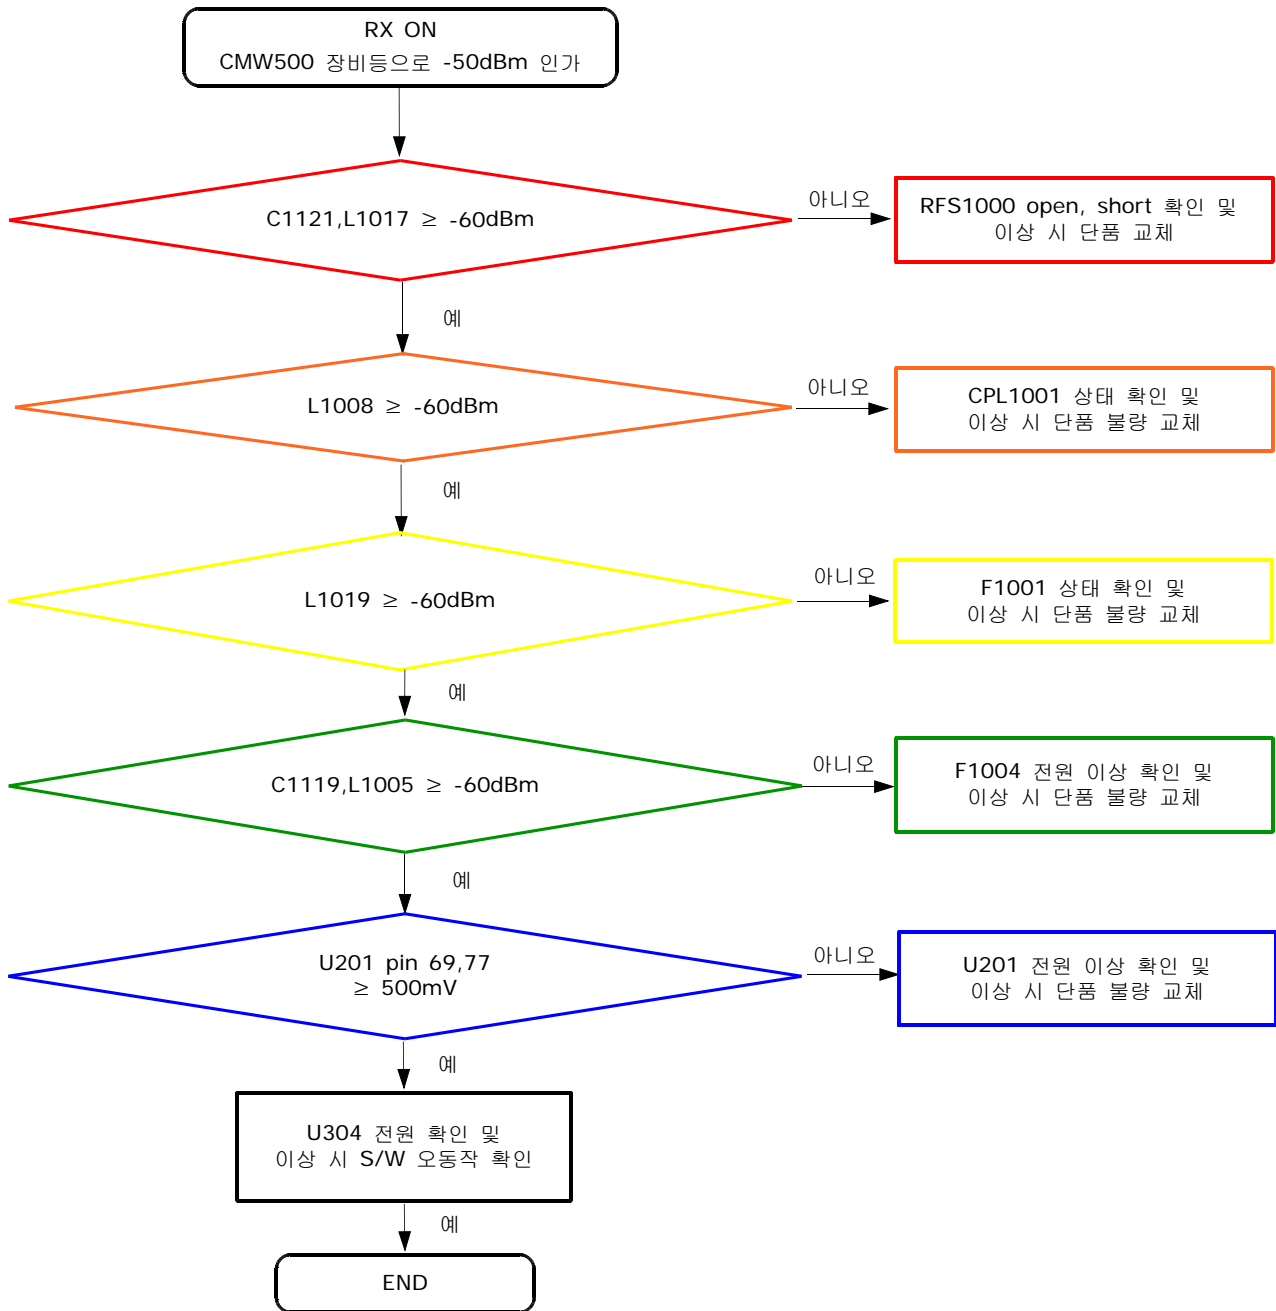 RX ON
CMW500 장비등으로 -50dBm 인가
C1121,L1017 ≥ -60dBm
아니오
RFS1000 open, short 확인 및
이상 시 단품 교체
예
L1008 ≥ -60dBm
아니오
CPL1001 상태 확인 및
이상 시 단품 불량 교체
예
L1019 ≥ -60dBm
아니오
F1001 상태 확인 및
이상 시 단품 불량 교체
예
C1119,L1005 ≥ -60dBm
아니오
F1004 전원 이상 확인 및
이상 시 단품 불량 교체
예
U201 pin 69,77
≥ 500mV
아니오
U201 전원 이상 확인 및
이상 시 단품 불량 교체
예
U304 전원 확인 및
이상 시 S/W 오동작 확인
예
END